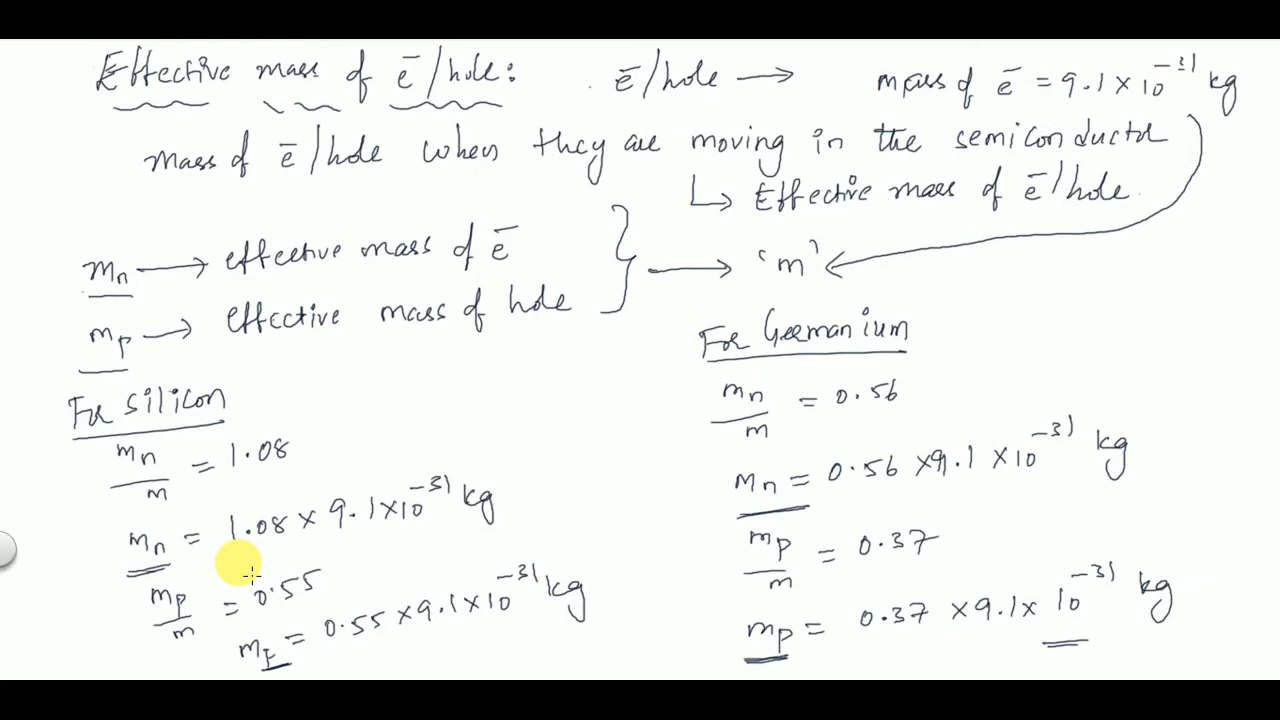 Effective mass of e̅/hole: e̅/hole → mass of e̅ = 9.1 × 10⁻³¹ kg
mass of e̅/hole when they are moving in the semiconductor
↳ Effective mass of e̅/hole.
mₙ → effective mass of e̅
mₚ → effective mass of hole
} → 'm' ←
For silicon
mₙ/m = 1.08
mₙ = 1.08 × 9.1×10⁻³¹ kg
mₚ/m = 0.55
mₚ = 0.55 × 9.1×10⁻³¹ kg
For Germanium
mₙ/m = 0.56
mₙ = 0.56 × 9.1 × 10⁻³¹ kg
mₚ/m = 0.37
mₚ = 0.37 × 9.1 × 10⁻³¹ kg